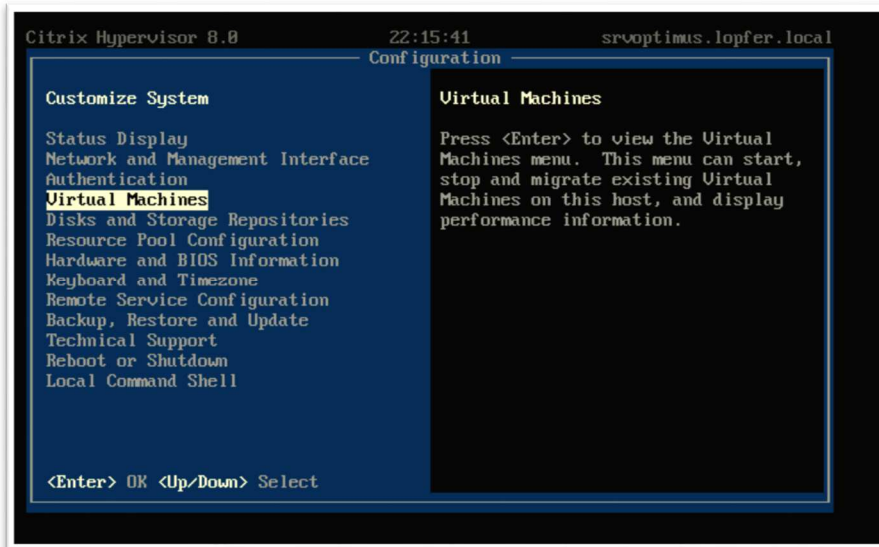 Citrix Hypervisor 8.0 22:15:41 srvoptimus.lopfer.local
Configuration
Customize System
Status Display
Network and Management Interface
Authentication
Virtual Machines
Disks and Storage Repositories
Resource Pool Configuration
Hardware and BIOS Information
Keyboard and Timezone
Remote Service Configuration
Backup, Restore and Update
Technical Support
Reboot or Shutdown
Local Command Shell
<Enter> OK <Up/Down> Select
Virtual Machines
Press <Enter> to view the Virtual
Machines menu. This menu can start,
stop and migrate existing Virtual
Machines on this host, and display
performance information.